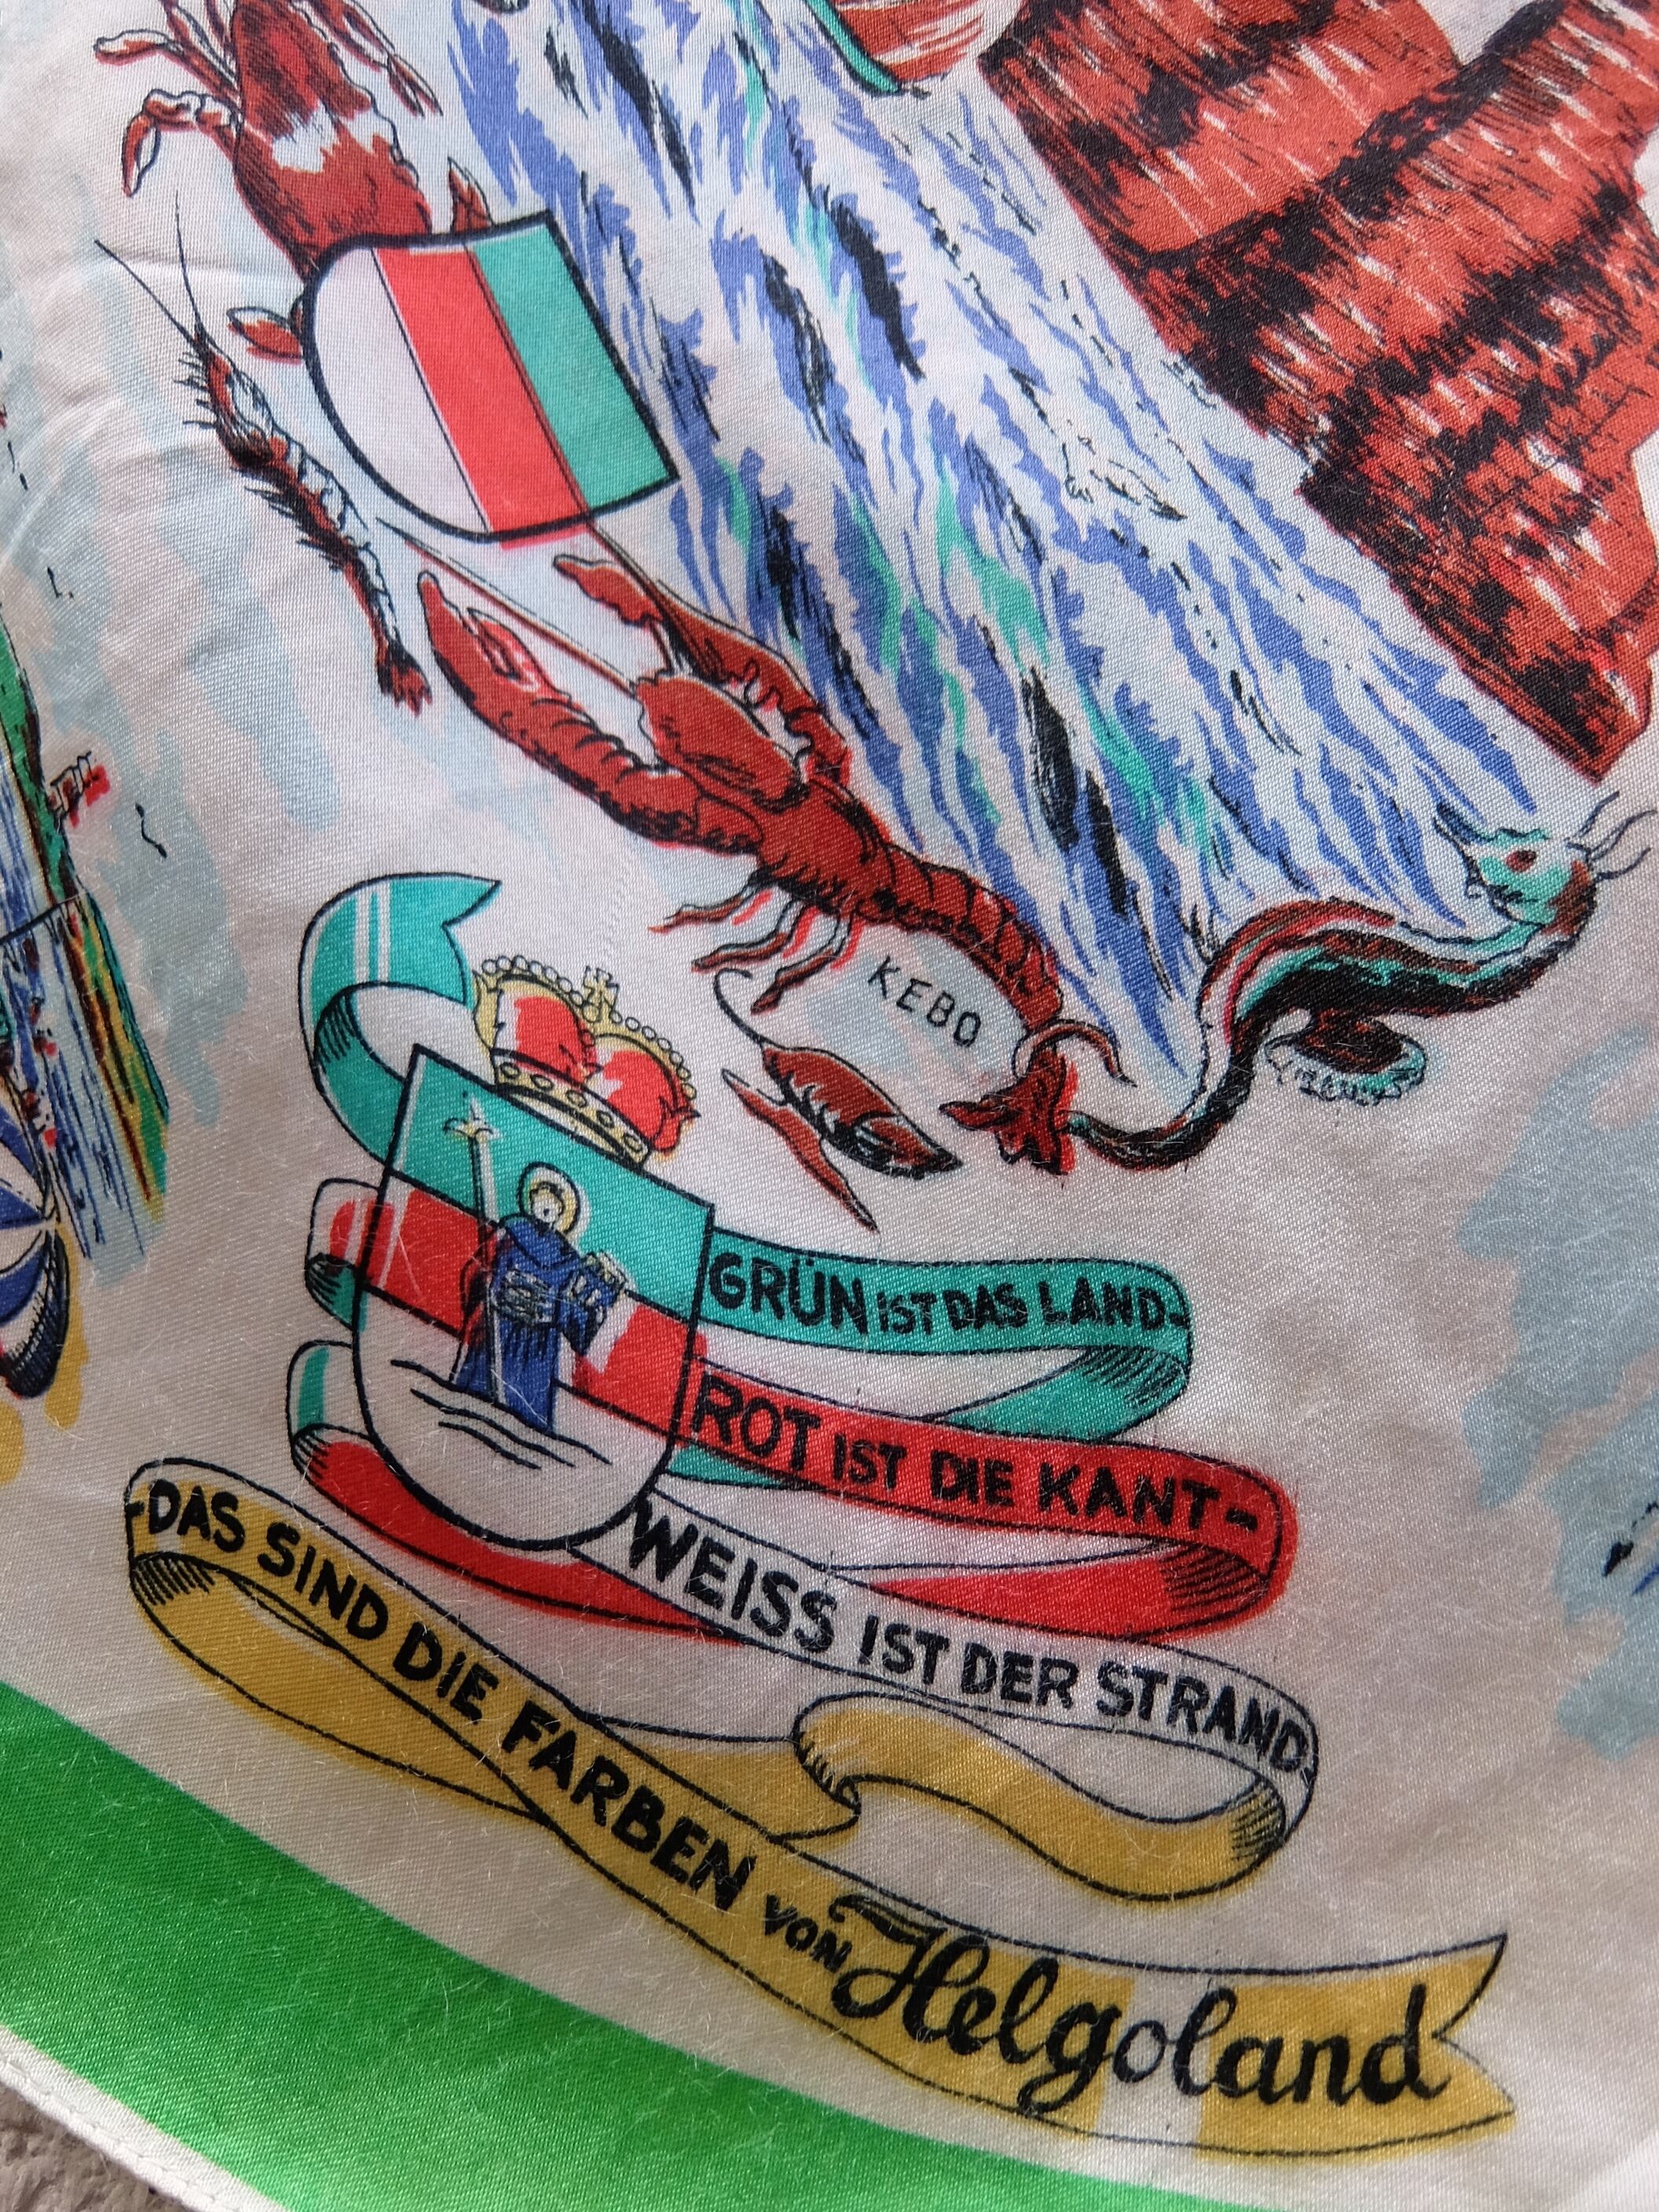 KEBO
GRÜN IST DAS LAND-
ROT IST DIE KANT-
WEISS IST DER STRAND.
-DAS SIND DIE FARBEN VON Helgoland